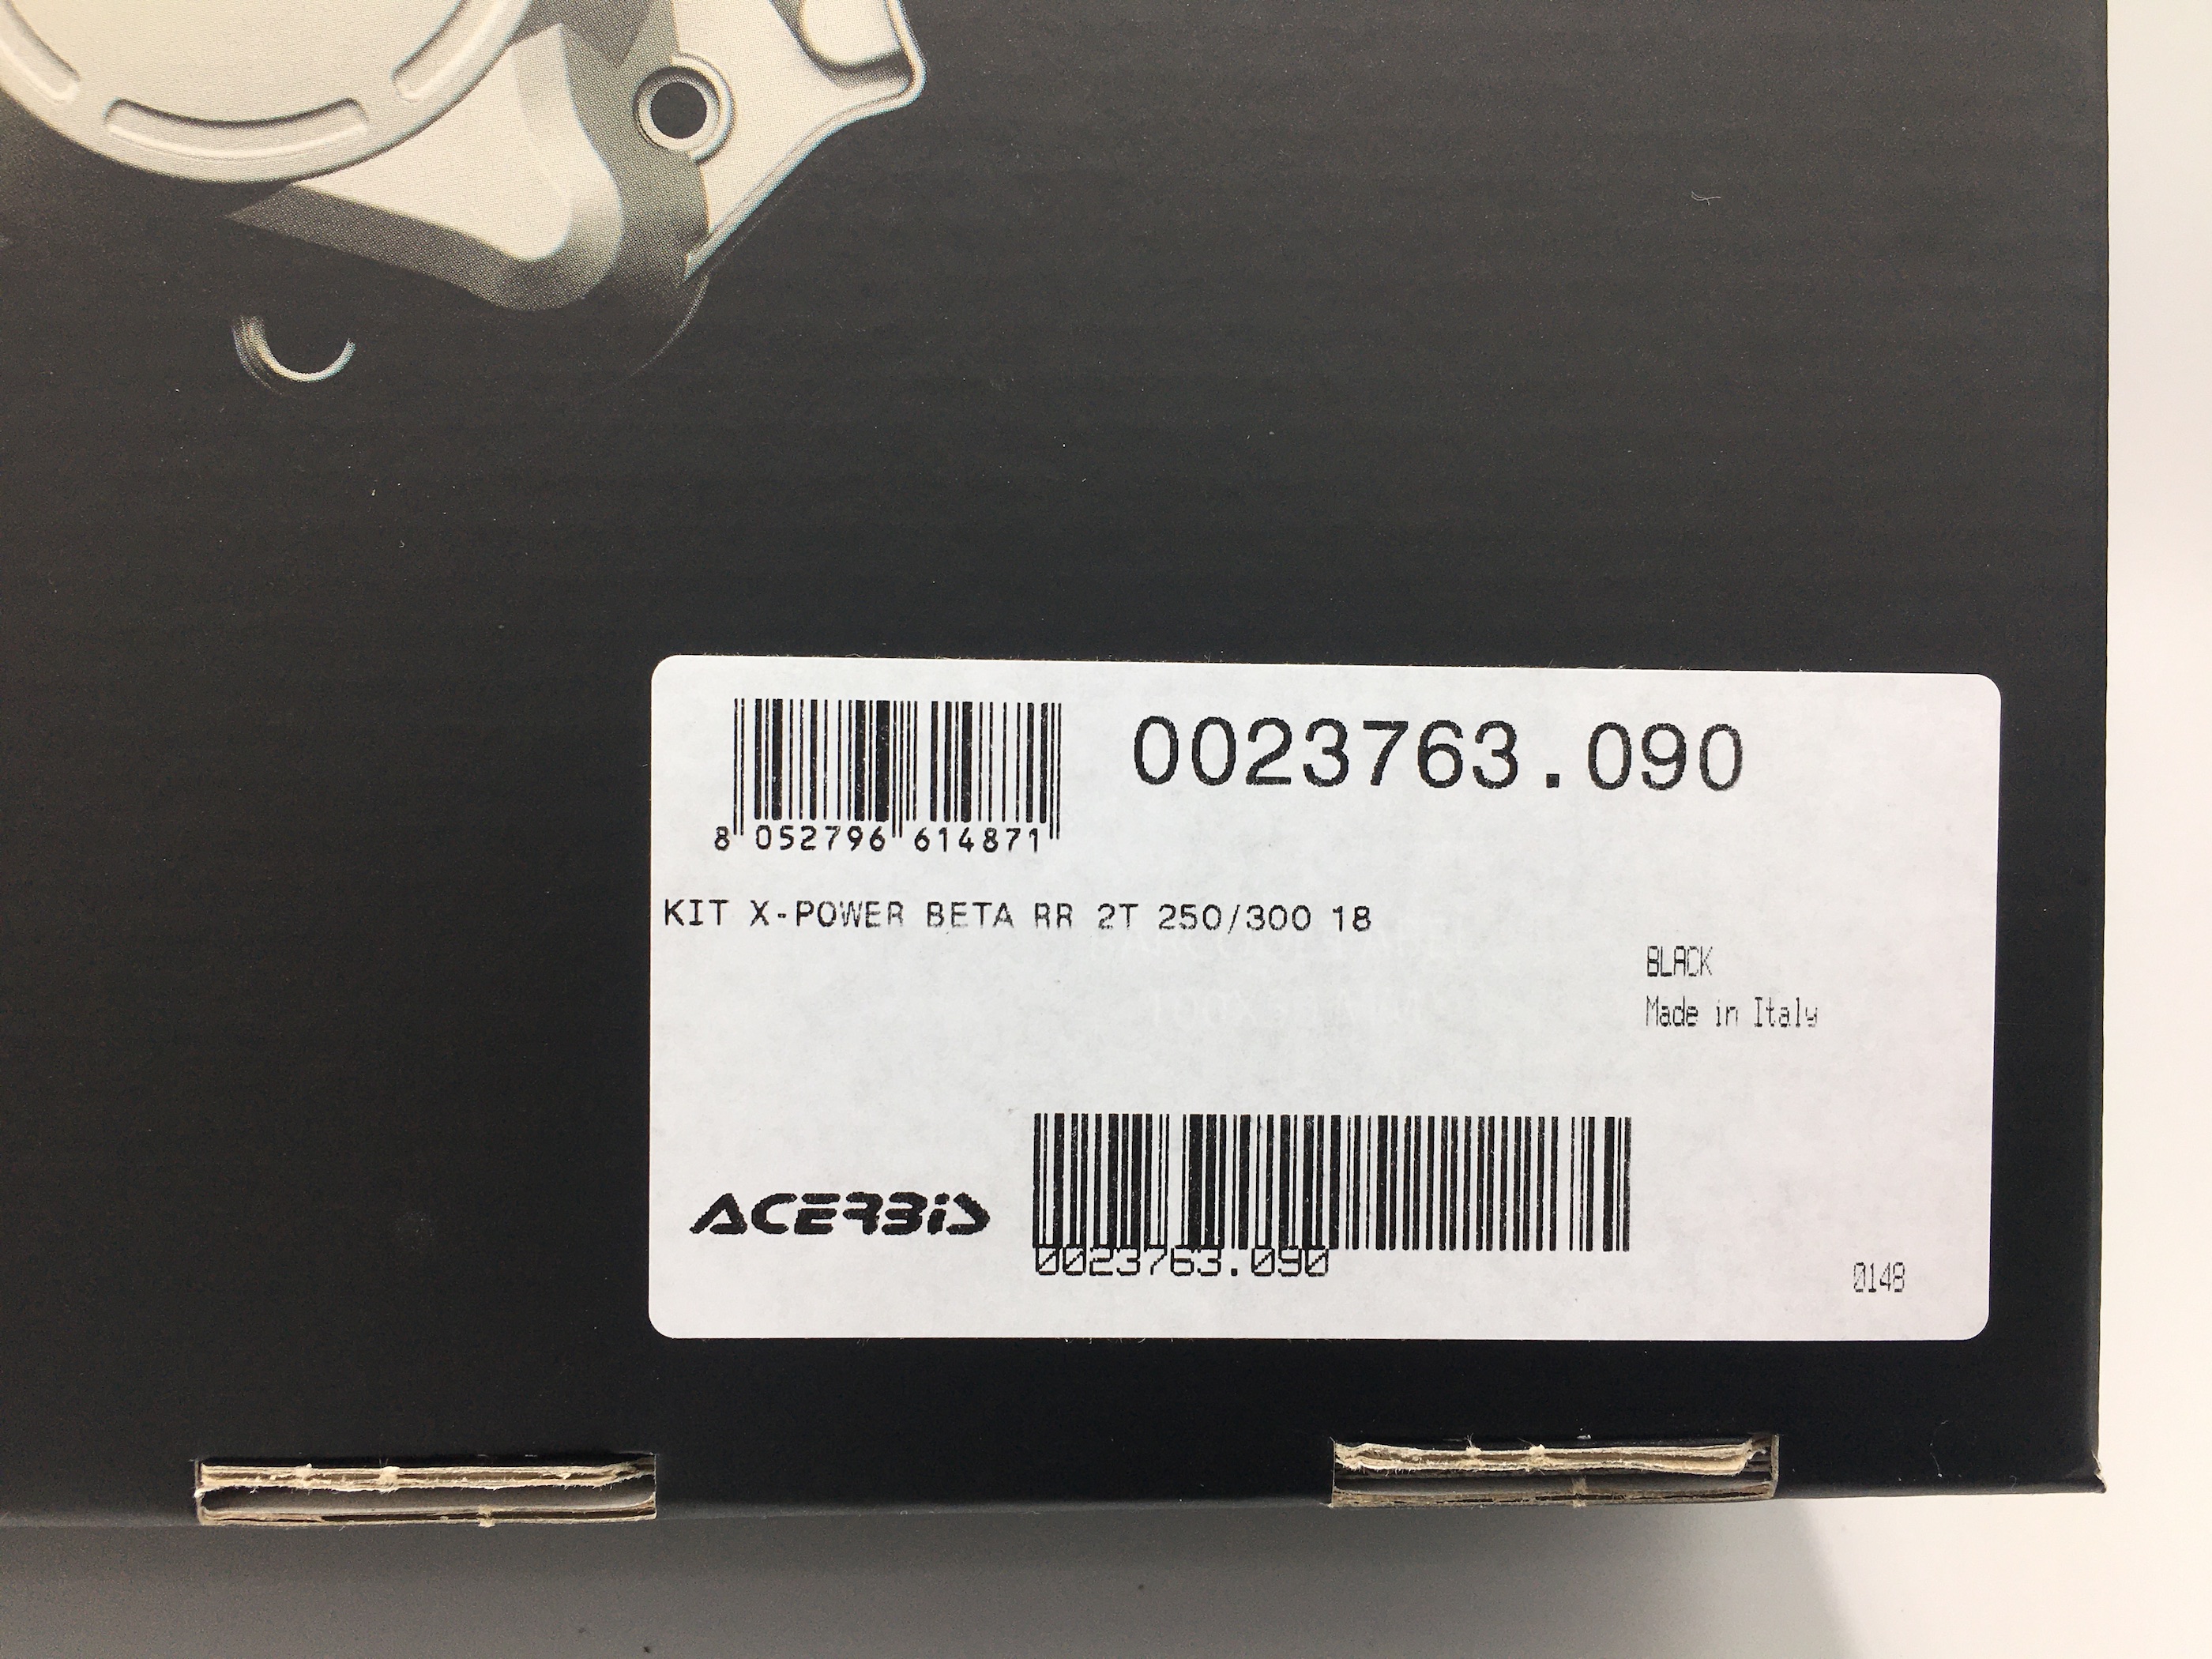 0023763.090
8 052796 614871
KIT X-POWER BETA RR 2T 250/300 18
BLACK
Made in Italy
ACERBIS
0023763.090
0148